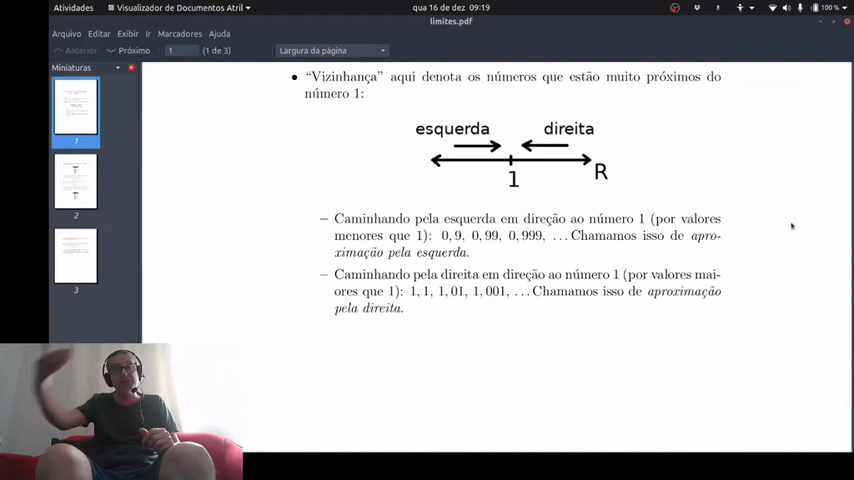 Atividades
Visualizador de Documentos Atril
qua 16 de dez 09:19
100 %
limites.pdf
Arquivo Editar Exibir Ir Marcadores Ajuda
Anterior Próximo 1 (1 de 3) Largura da página
Miniaturas
1
2
3
• “Vizinhança” aqui denota os números que estão muito próximos do
número 1:
esquerda direita
1 R
– Caminhando pela esquerda em direção ao número 1 (por valores
menores que 1): 0, 9, 0, 99, 0, 999, ... Chamamos isso de apro-
ximação pela esquerda.
– Caminhando pela direita em direção ao número 1 (por valores mai-
ores que 1): 1, 1, 1, 01, 1, 001, ... Chamamos isso de aproximação
pela direita.